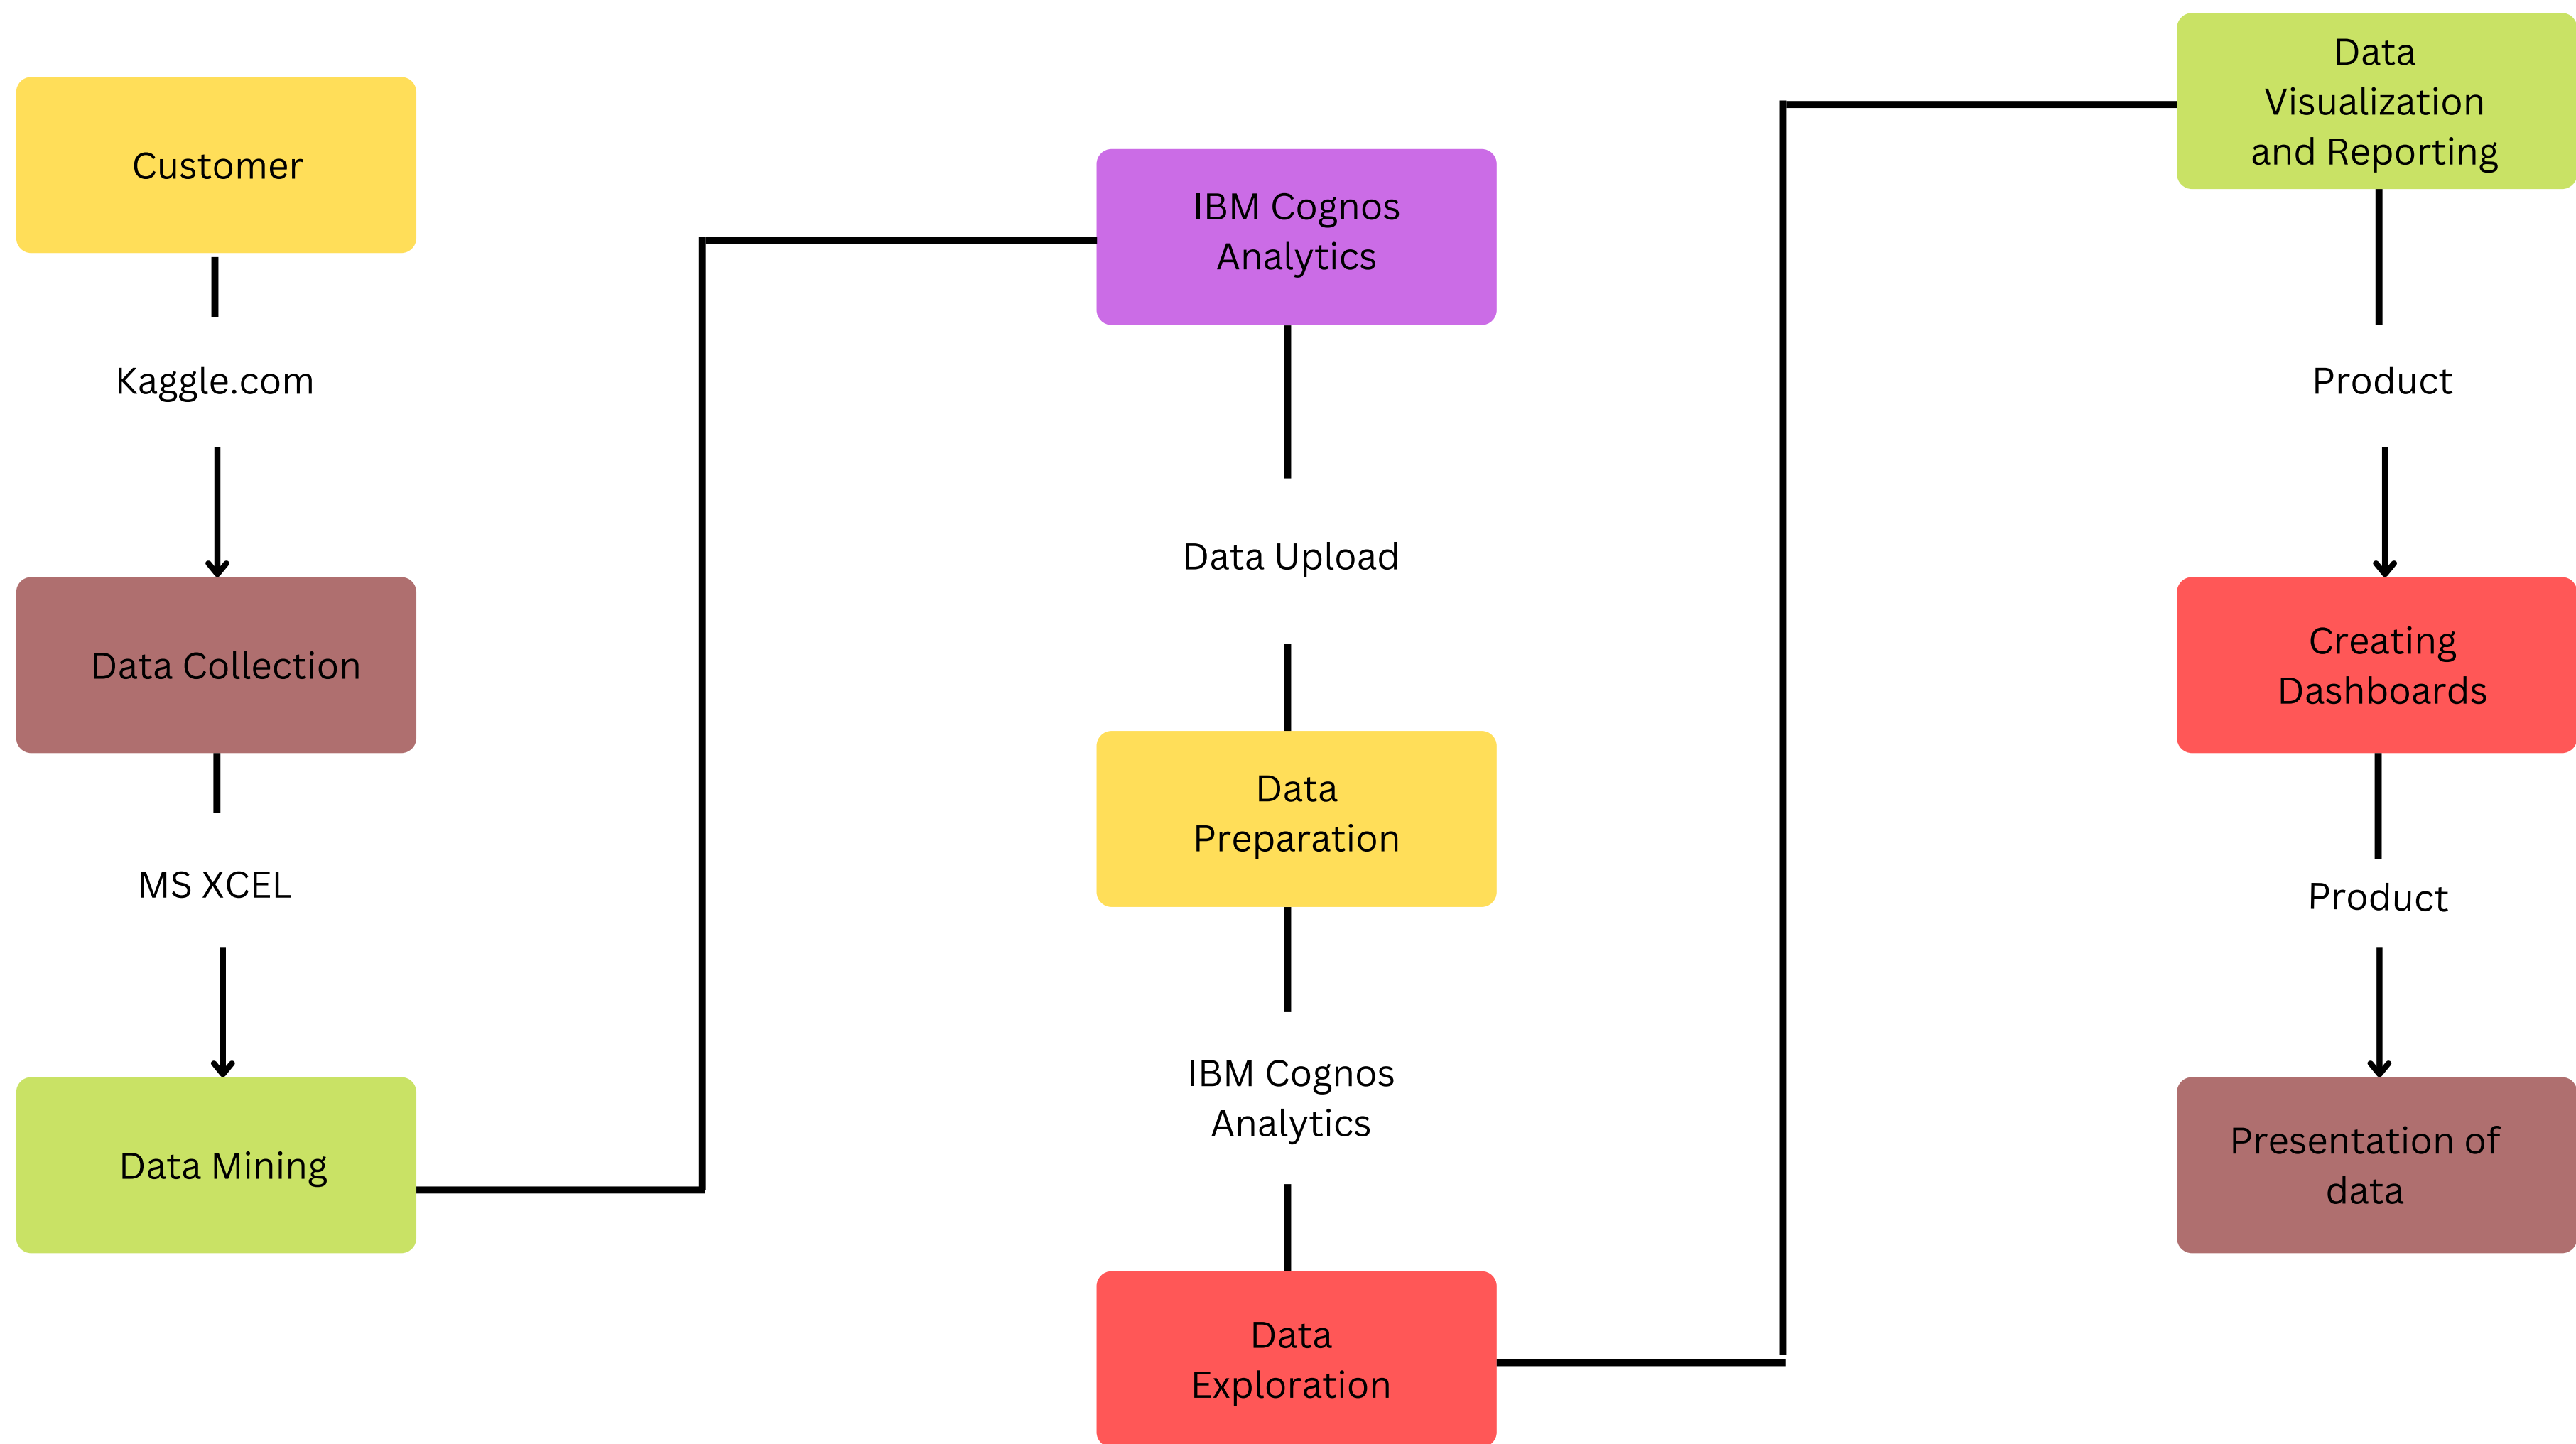 Customer
Kaggle.com
Data Collection
MS XCEL
Data Mining
IBM Cognos
Analytics
Data Upload
Data
Preparation
IBM Cognos
Analytics
Data
Exploration
Data
Visualization
and Reporting
Product
Creating
Dashboards
Product
Presentation of
data